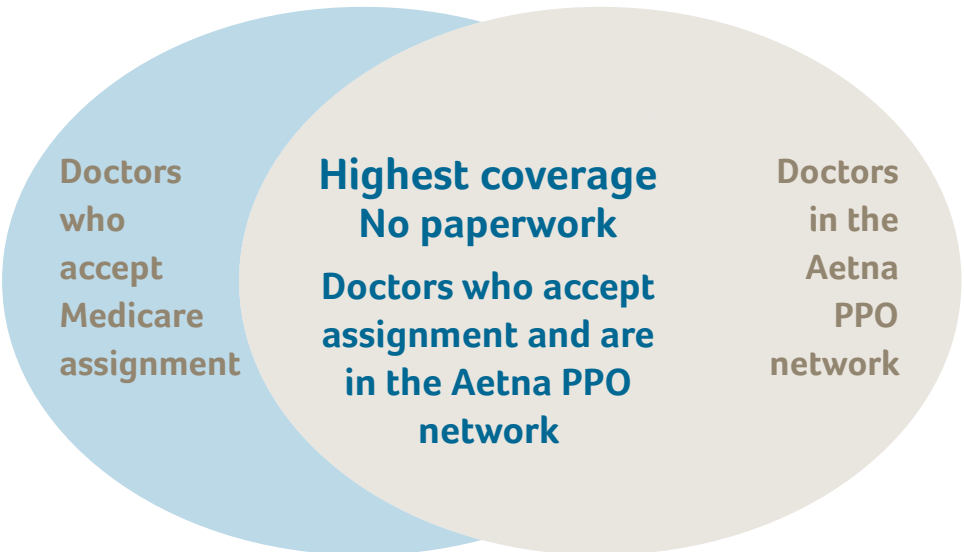 Doctors
who
accept
Medicare
assignment
Highest coverage
No paperwork
Doctors who accept
assignment and are
in the Aetna PPO
network
Doctors
in the
Aetna
PPO
network